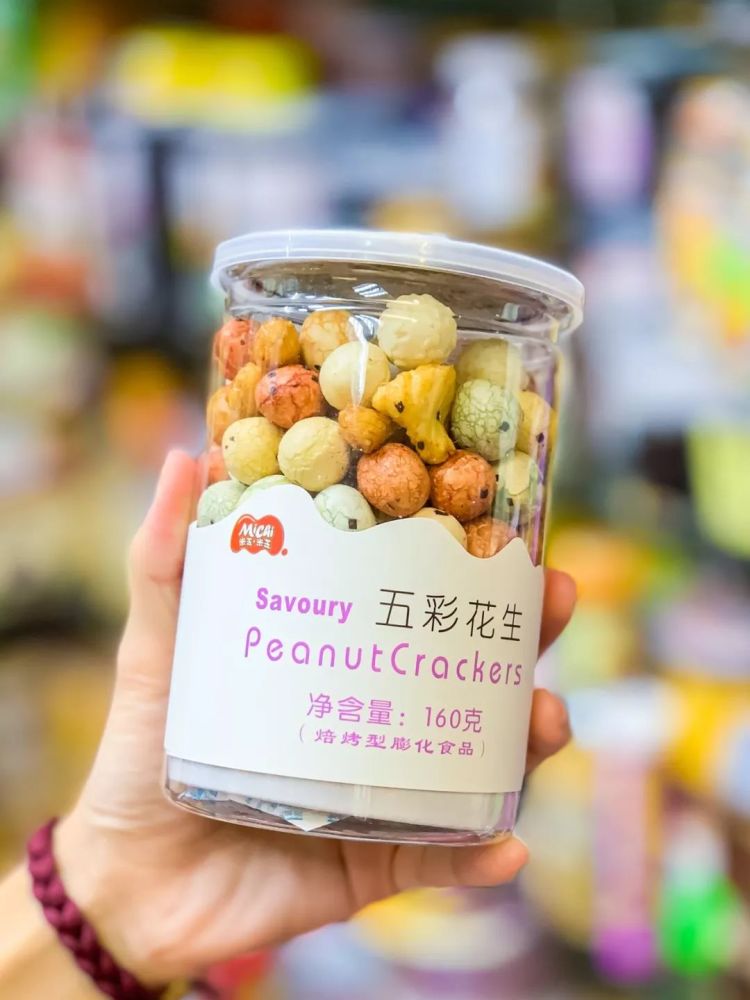 Michi
Savoury 五彩花生
PeanutCrackers
净含量：160克
（焙烤型膨化食品）